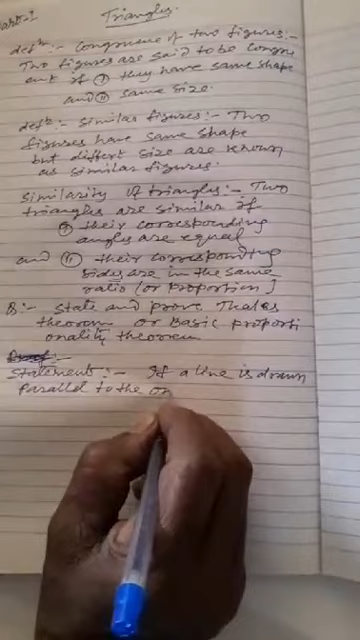 Part-I
Triangles.
defn:- Congruence of two figures:-
Two figures are said to be congru
ent if (i) they have same shape
and (ii) same size.
defn:- Similar figures:- Two
figures have same shape
but differt size are known
as similar figures.
Similarity of triangles:- Two
triangles are similar if
(i) their corresponding
angles are equal
and (ii) their corresponding
sides are in the same
ratio (or proportion]
Q:- State and prove Thales
theorem or Basic proporti
onality theorem
Statement:- If a line is drawn
parallel to the on